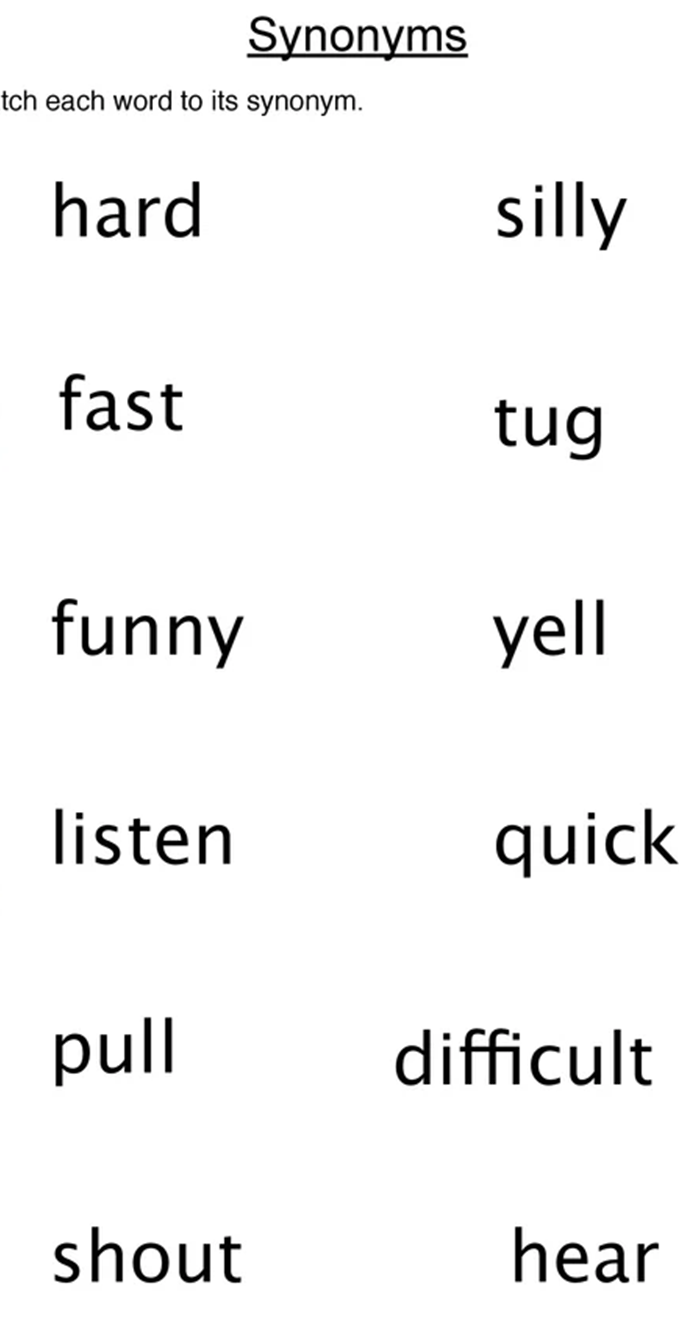 Synonyms
tch each word to its synonym.
hard silly
fast tug
funny yell
listen quick
pull difficult
shout hear